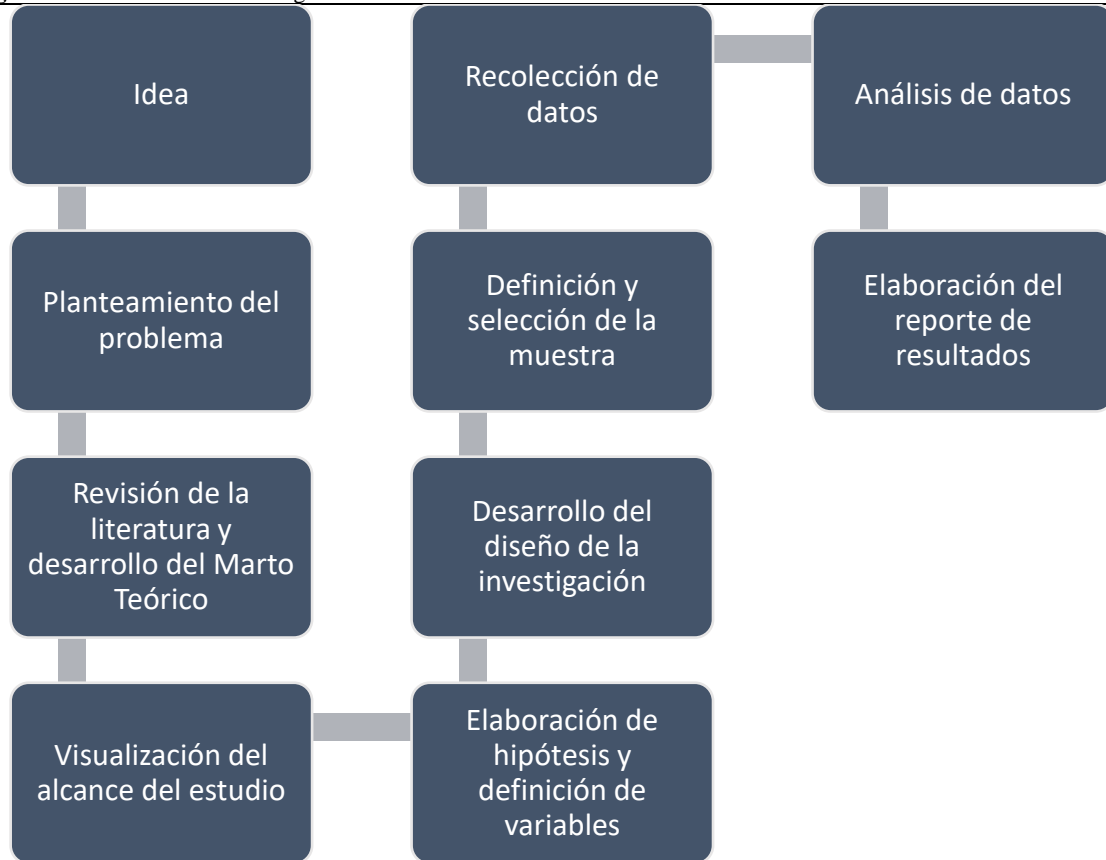 Idea
Planteamiento del
problema
Revisión de la
literatura y
desarrollo del Marto
Teórico
Visualización del
alcance del estudio
Elaboración de
hipótesis y
definición de
variables
Desarrollo del
diseño de la
investigación
Definición y
selección de la
muestra
Recolección de
datos
Análisis de datos
Elaboración del
reporte de
resultados